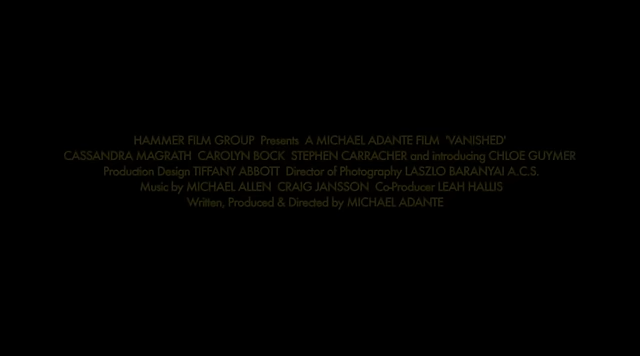 HAMMER FILM GROUP Presents A MICHAEL ADANTE FILM "VANISHED"
CASSANDRA MAGRATH CAROLYN BOCK STEPHEN CARRACHER and introducing CHLOE GUYMER
Production Design TIFFANY ABBOTT Director of Photography LASZLO BARANYAI A.C.S.
Music by MICHAEL ALLEN CRAIG JANSSON Co-Producer LEAH HALLIS
Written, Produced & Directed by MICHAEL ADANTE